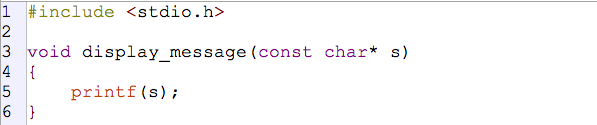 1 #include <stdio.h>
2
3 void display_message(const char* s)
4 {
5     printf(s);
6 }